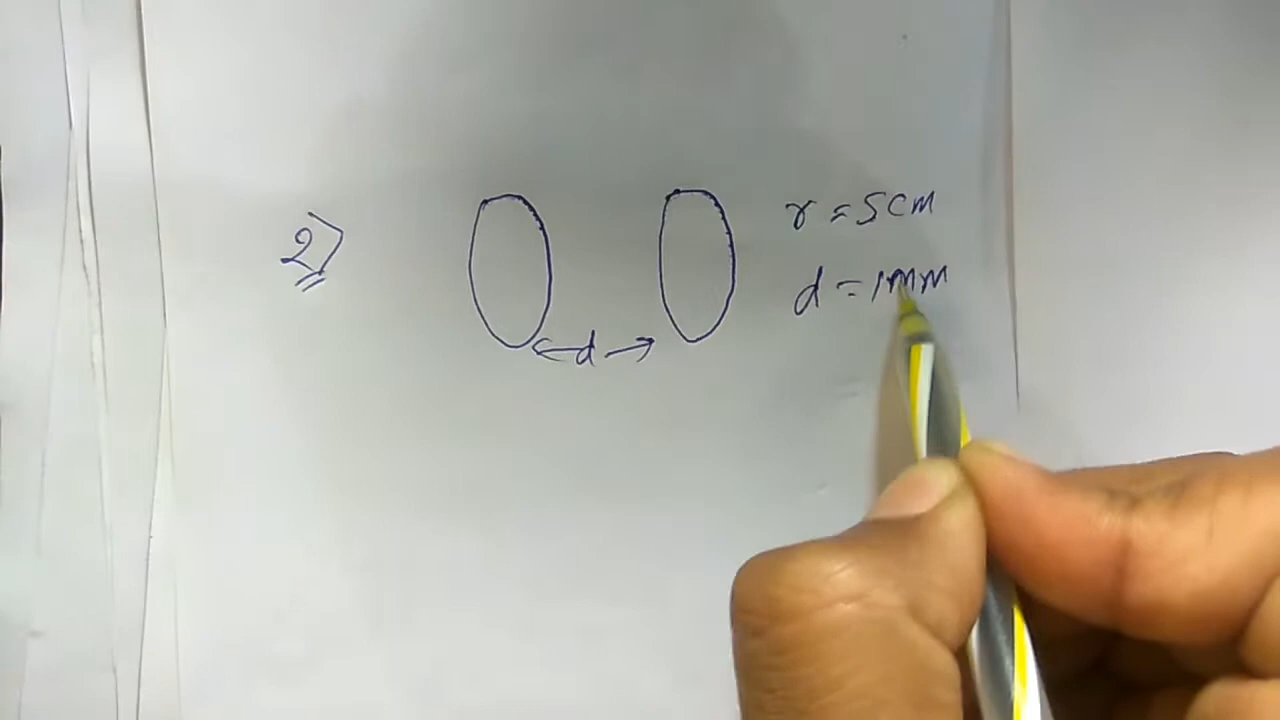 2>
r = 5cm
d = 1mm
d